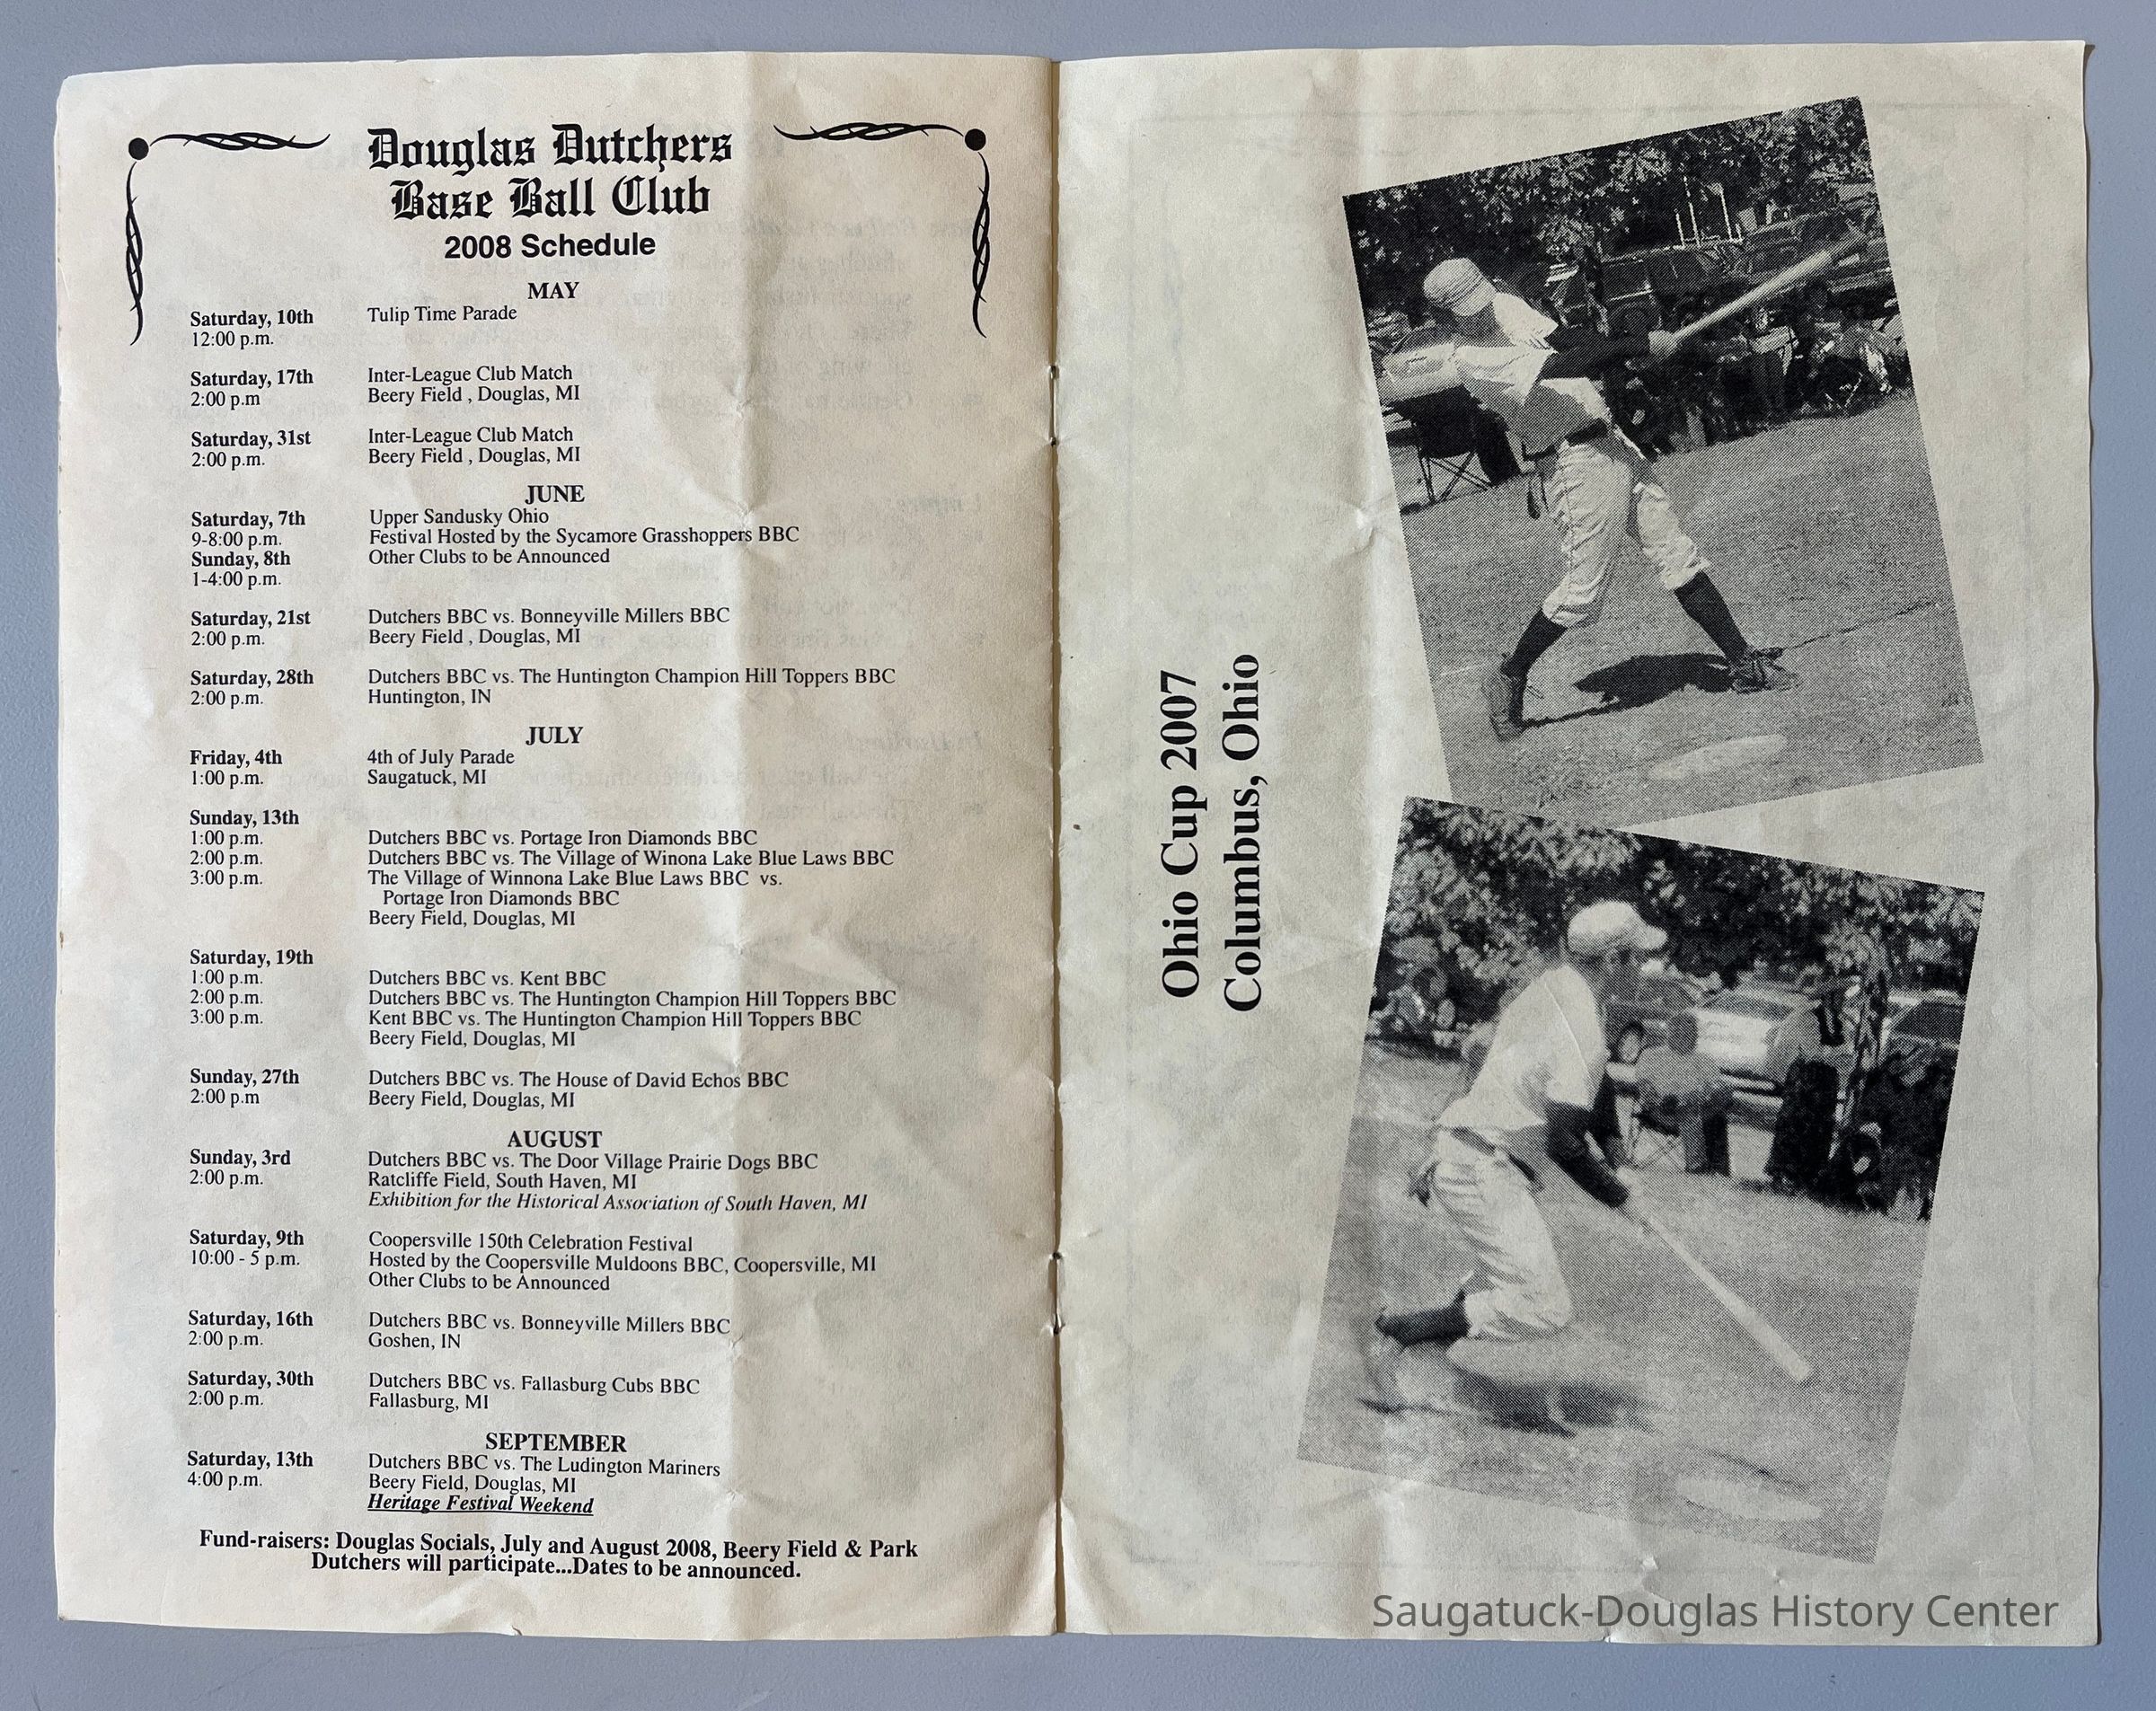 Douglas Dutchers
Base Ball Club
2008 Schedule
MAY
Saturday, 10th Tulip Time Parade
12:00 p.m.
Saturday, 17th Inter-League Club Match
2:00 p.m Beery Field , Douglas, MI
Saturday, 31st Inter-League Club Match
2:00 p.m. Beery Field , Douglas, MI
JUNE
Saturday, 7th Upper Sandusky Ohio
9-8:00 p.m. Festival Hosted by the Sycamore Grasshoppers BBC
Sunday, 8th Other Clubs to be Announced
1-4:00 p.m.
Saturday, 21st Dutchers BBC vs. Bonneyville Millers BBC
2:00 p.m. Beery Field , Douglas, MI
Saturday, 28th Dutchers BBC vs. The Huntington Champion Hill Toppers BBC
2:00 p.m. Huntington, IN
JULY
Friday, 4th 4th of July Parade
1:00 p.m. Saugatuck, MI
Sunday, 13th
1:00 p.m. Dutchers BBC vs. Portage Iron Diamonds BBC
2:00 p.m. Dutchers BBC vs. The Village of Winona Lake Blue Laws BBC
3:00 p.m. The Village of Winnona Lake Blue Laws BBC vs.
Portage Iron Diamonds BBC
Beery Field, Douglas, MI
Saturday, 19th
1:00 p.m. Dutchers BBC vs. Kent BBC
2:00 p.m. Dutchers BBC vs. The Huntington Champion Hill Toppers BBC
3:00 p.m. Kent BBC vs. The Huntington Champion Hill Toppers BBC
Beery Field, Douglas, MI
Sunday, 27th Dutchers BBC vs. The House of David Echos BBC
2:00 p.m Beery Field, Douglas, MI
AUGUST
Sunday, 3rd Dutchers BBC vs. The Door Village Prairie Dogs BBC
2:00 p.m. Ratcliffe Field, South Haven, MI
Exhibition for the Historical Association of South Haven, MI
Saturday, 9th Coopersville 150th Celebration Festival
10:00 - 5 p.m. Hosted by the Coopersville Muldoons BBC, Coopersville, MI
Other Clubs to be Announced
Saturday, 16th Dutchers BBC vs. Bonneyville Millers BBC
2:00 p.m. Goshen, IN
Saturday, 30th Dutchers BBC vs. Fallasburg Cubs BBC
2:00 p.m. Fallasburg, MI
SEPTEMBER
Saturday, 13th Dutchers BBC vs. The Ludington Mariners
4:00 p.m. Beery Field, Douglas, MI
Heritage Festival Weekend
Fund-raisers: Douglas Socials, July and August 2008, Beery Field & Park
Dutchers will participate...Dates to be announced.
Ohio Cup 2007
Columbus, Ohio
Saugatuck-Douglas History Center